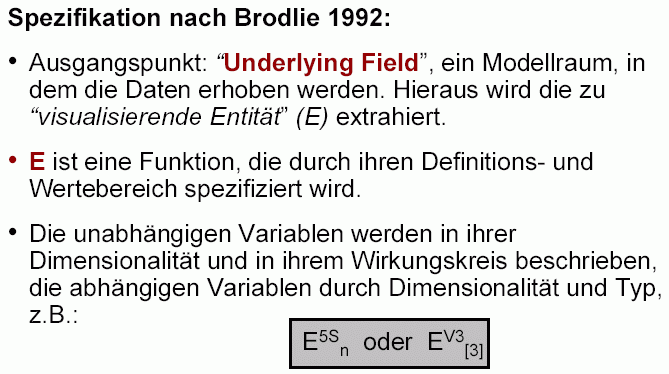 Spezifikation nach Brodlie 1992:
• Ausgangspunkt: “Underlying Field”, ein Modellraum, in
dem die Daten erhoben werden. Hieraus wird die zu
“visualisierende Entität” (E) extrahiert.
• E ist eine Funktion, die durch ihren Definitions- und
Wertebereich spezifiziert wird.
• Die unabhängigen Variablen werden in ihrer
Dimensionalität und in ihrem Wirkungskreis beschrieben,
die abhängigen Variablen durch Dimensionalität und Typ,
z.B.:
E⁵ˢₙ oder Eⱽ³₍₃₎